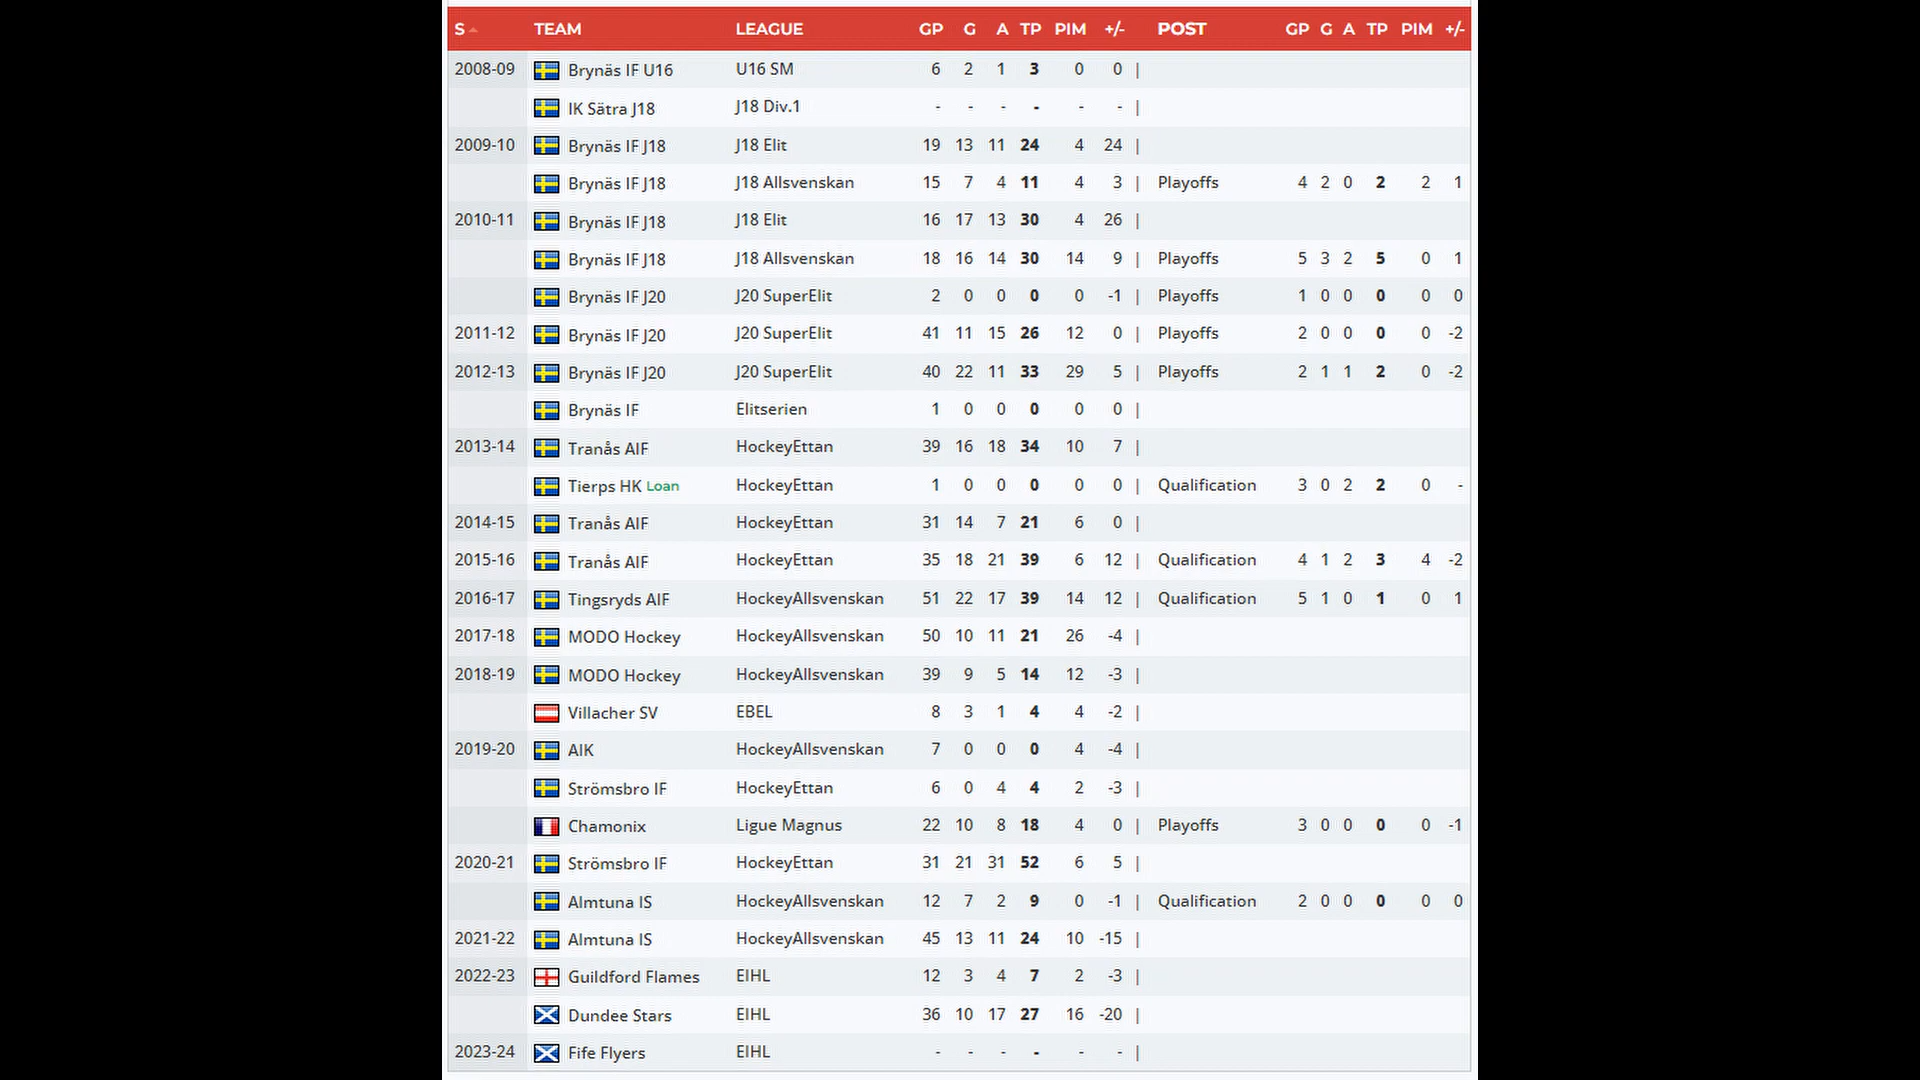 S TEAM LEAGUE GP G A TP PIM +/- POST GP G A TP PIM +/-
2008-09 Brynäs IF U16 U16 SM 6 2 1 3 0 0 |
IK Sätra J18 J18 Div.1 - - - - - - |
2009-10 Brynäs IF J18 J18 Elit 19 13 11 24 4 24 |
Brynäs IF J18 J18 Allsvenskan 15 7 4 11 4 3 | Playoffs 4 2 0 2 2 1
2010-11 Brynäs IF J18 J18 Elit 16 17 13 30 4 26 |
Brynäs IF J18 J18 Allsvenskan 18 16 14 30 14 9 | Playoffs 5 3 2 5 0 1
Brynäs IF J20 J20 SuperElit 2 0 0 0 0 -1 | Playoffs 1 0 0 0 0 0
2011-12 Brynäs IF J20 J20 SuperElit 41 11 15 26 12 0 | Playoffs 2 0 0 0 0 -2
2012-13 Brynäs IF J20 J20 SuperElit 40 22 11 33 29 5 | Playoffs 2 1 1 2 0 -2
Brynäs IF Elitserien 1 0 0 0 0 0 |
2013-14 Tranås AIF HockeyEttan 39 16 18 34 10 7 |
Tierps HK Loan HockeyEttan 1 0 0 0 0 0 | Qualification 3 0 2 2 0 -
2014-15 Tranås AIF HockeyEttan 31 14 7 21 6 0 |
2015-16 Tranås AIF HockeyEttan 35 18 21 39 6 12 | Qualification 4 1 2 3 4 -2
2016-17 Tingsryds AIF HockeyAllsvenskan 51 22 17 39 14 12 | Qualification 5 1 0 1 0 1
2017-18 MODO Hockey HockeyAllsvenskan 50 10 11 21 26 -4 |
2018-19 MODO Hockey HockeyAllsvenskan 39 9 5 14 12 -3 |
Villacher SV EBEL 8 3 1 4 4 -2 |
2019-20 AIK HockeyAllsvenskan 7 0 0 0 4 -4 |
Strömsbro IF HockeyEttan 6 0 4 4 2 -3 |
Chamonix Ligue Magnus 22 10 8 18 4 0 | Playoffs 3 0 0 0 0 -1
2020-21 Strömsbro IF HockeyEttan 31 21 31 52 6 5 |
Almtuna IS HockeyAllsvenskan 12 7 2 9 0 -1 | Qualification 2 0 0 0 0 0
2021-22 Almtuna IS HockeyAllsvenskan 45 13 11 24 10 -15 |
2022-23 Guildford Flames EIHL 12 3 4 7 2 -3 |
Dundee Stars EIHL 36 10 17 27 16 -20 |
2023-24 Fife Flyers EIHL - - - - - - |